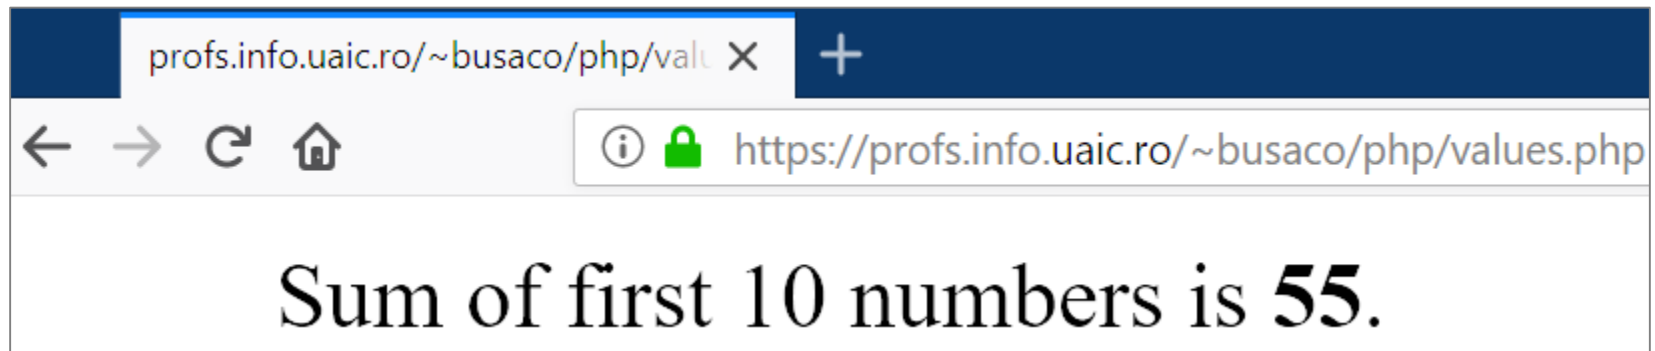 profs.info.uaic.ro/~busaco/php/valu
https://profs.info.uaic.ro/~busaco/php/values.php
Sum of first 10 numbers is 55.